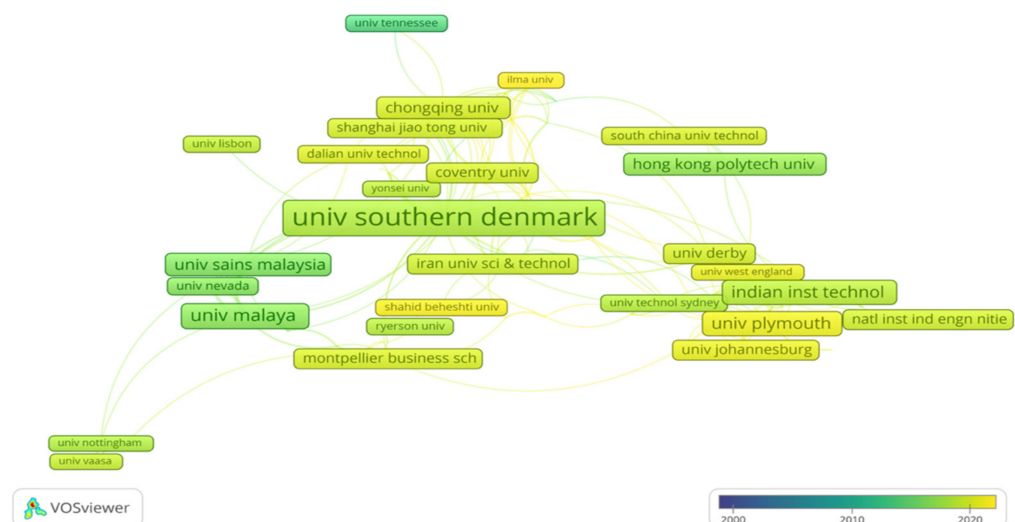 univ tennessee
ilma univ
chongqing univ
shanghai jiao tong univ
south china univ technol
univ lisbon
dalian univ technol
hong kong polytech univ
coventry univ
yonsei univ
univ southern denmark
univ derby
univ sains malaysia
iran univ sci & technol
univ west england
univ nevada
indian inst technol
univ technol sydney
shahid beheshti univ
univ malaya
natl inst ind engn nitie
univ plymouth
ryerson univ
univ johannesburg
montpellier business sch
univ nottingham
univ vaasa
VOSviewer
2000 2010 2020